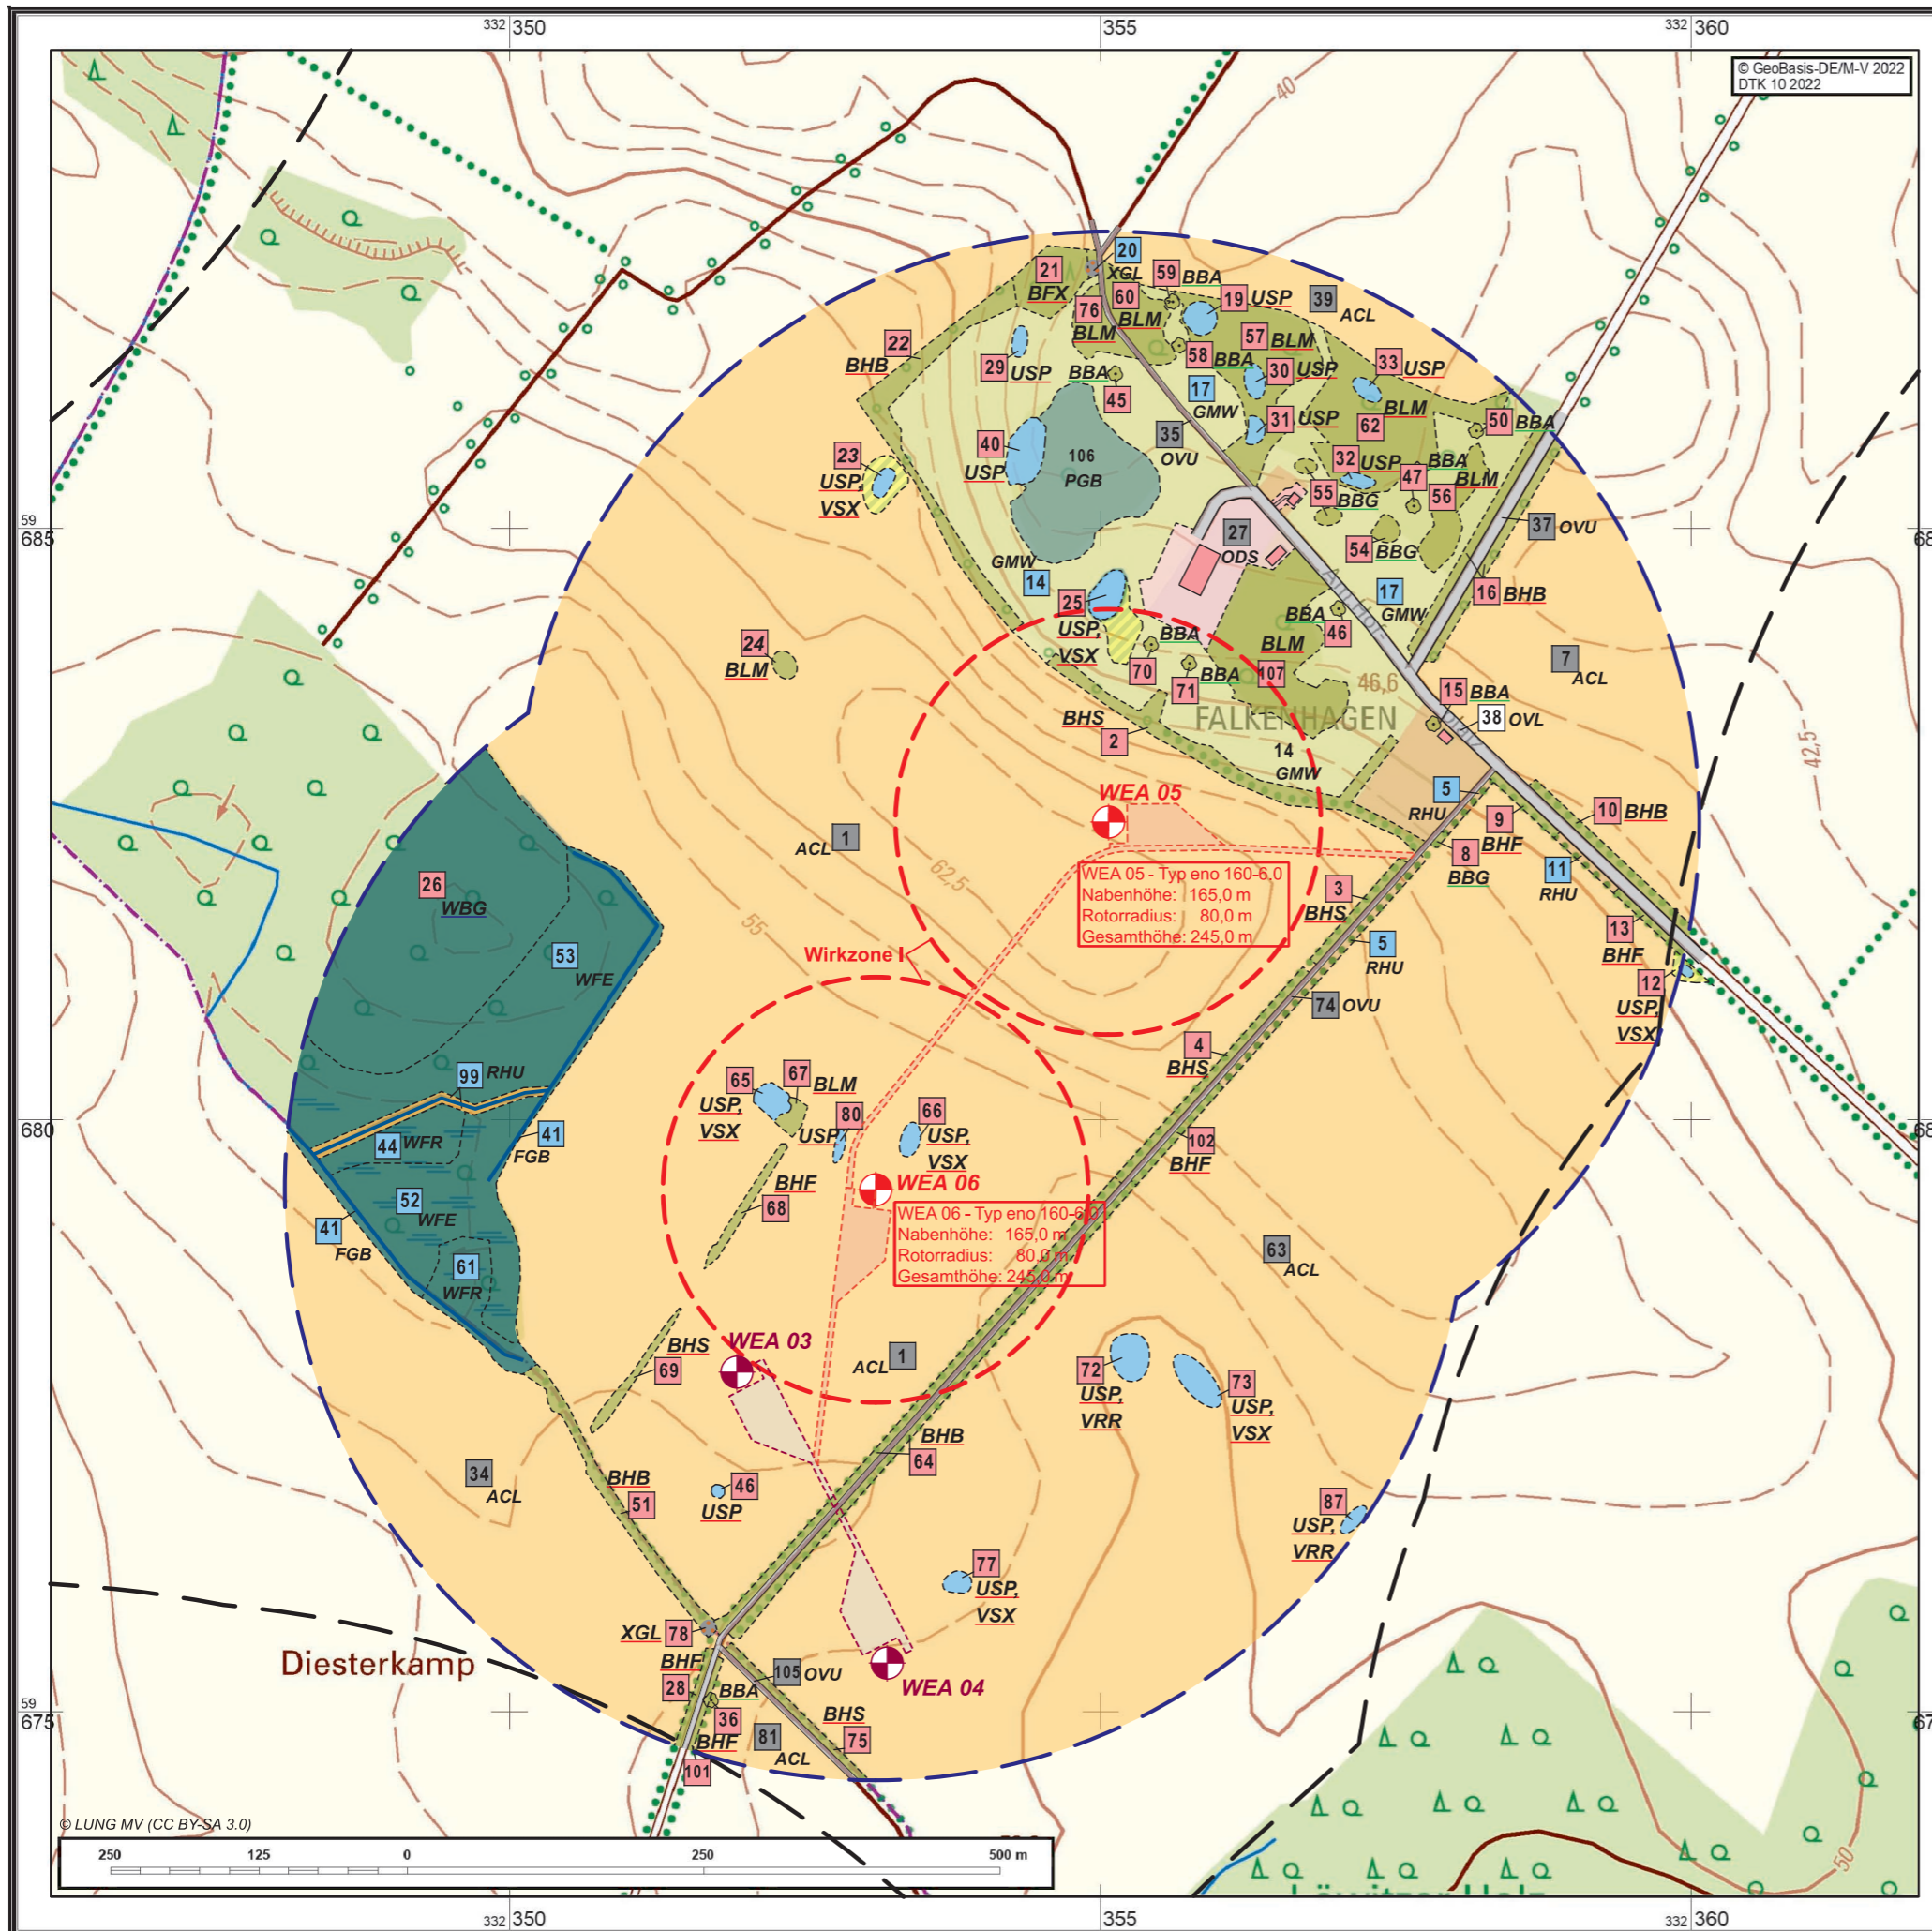 332 350
355
332 360
© GeoBasis-DE/M-V 2022
DTK 10 2022
40
20
XGL
21
BFX
59 BBA
60
BLM
76
BLM
19 USP
39
ACL
22
BHB
29 USP
57 BLM
58 BBA
30 USP
33 USP
BBA
45
17
GMW
31 USP
BLM
62
50 BBA
35
OVU
40
USP
106
PGB
23
USP,
VSX
32 USP
BBA
47
BLM
56
55
BBG
59
685
68
27
ODS
37 OVU
54 BBG
GMW
14
17
GMW
16 BHB
25
USP,
VSX
BBA
46
BBA
70
BBA
71
BLM
107
24
BLM
7
ACL
46,6
15 BBA
38 OVL
FALKENHAGEN
BHS
2
14
GMW
42,5
WEA 05
5
RHU
10 BHB
9
BHF
ACL 1
8
BBG
11
RHU
62,5
26
WBG
WEA 05 - Typ eno 160-6,0
Nabenhöhe: 165,0 m
Rotorradius: 80,0 m
Gesamthöhe: 245,0 m
3
BHS
55
Wirkzone I
53
WFE
5
RHU
13
BHF
12
USP,
VSX
74 OVU
4
BHS
99 RHU
65
USP,
VSX
67 BLM
80
USP
66
USP,
VSX
680
68
44 WFR
41
FGB
102
BHF
52
WFE
WEA 06
BHF
68
41
FGB
WEA 06 - Typ eno 160-6,0
Nabenhöhe: 165,0 m
Rotorradius: 80,0 m
Gesamthöhe: 245,0 m
63
ACL
61
WFR
WEA 03
BHS
69
ACL 1
72
USP,
VRR
73
USP,
VSX
BHB
64
34
ACL
BHB
51
46
USP
87
USP,
VRR
77
USP,
VSX
XGL 78
Diesterkamp
BHF
28
105 OVU
BBA
36
WEA 04
59
675
67
BHF
101
81
ACL
BHS
75
© LUNG MV (CC BY-SA 3.0)
250 125 0 250 500 m
50
332 350
355
332 360